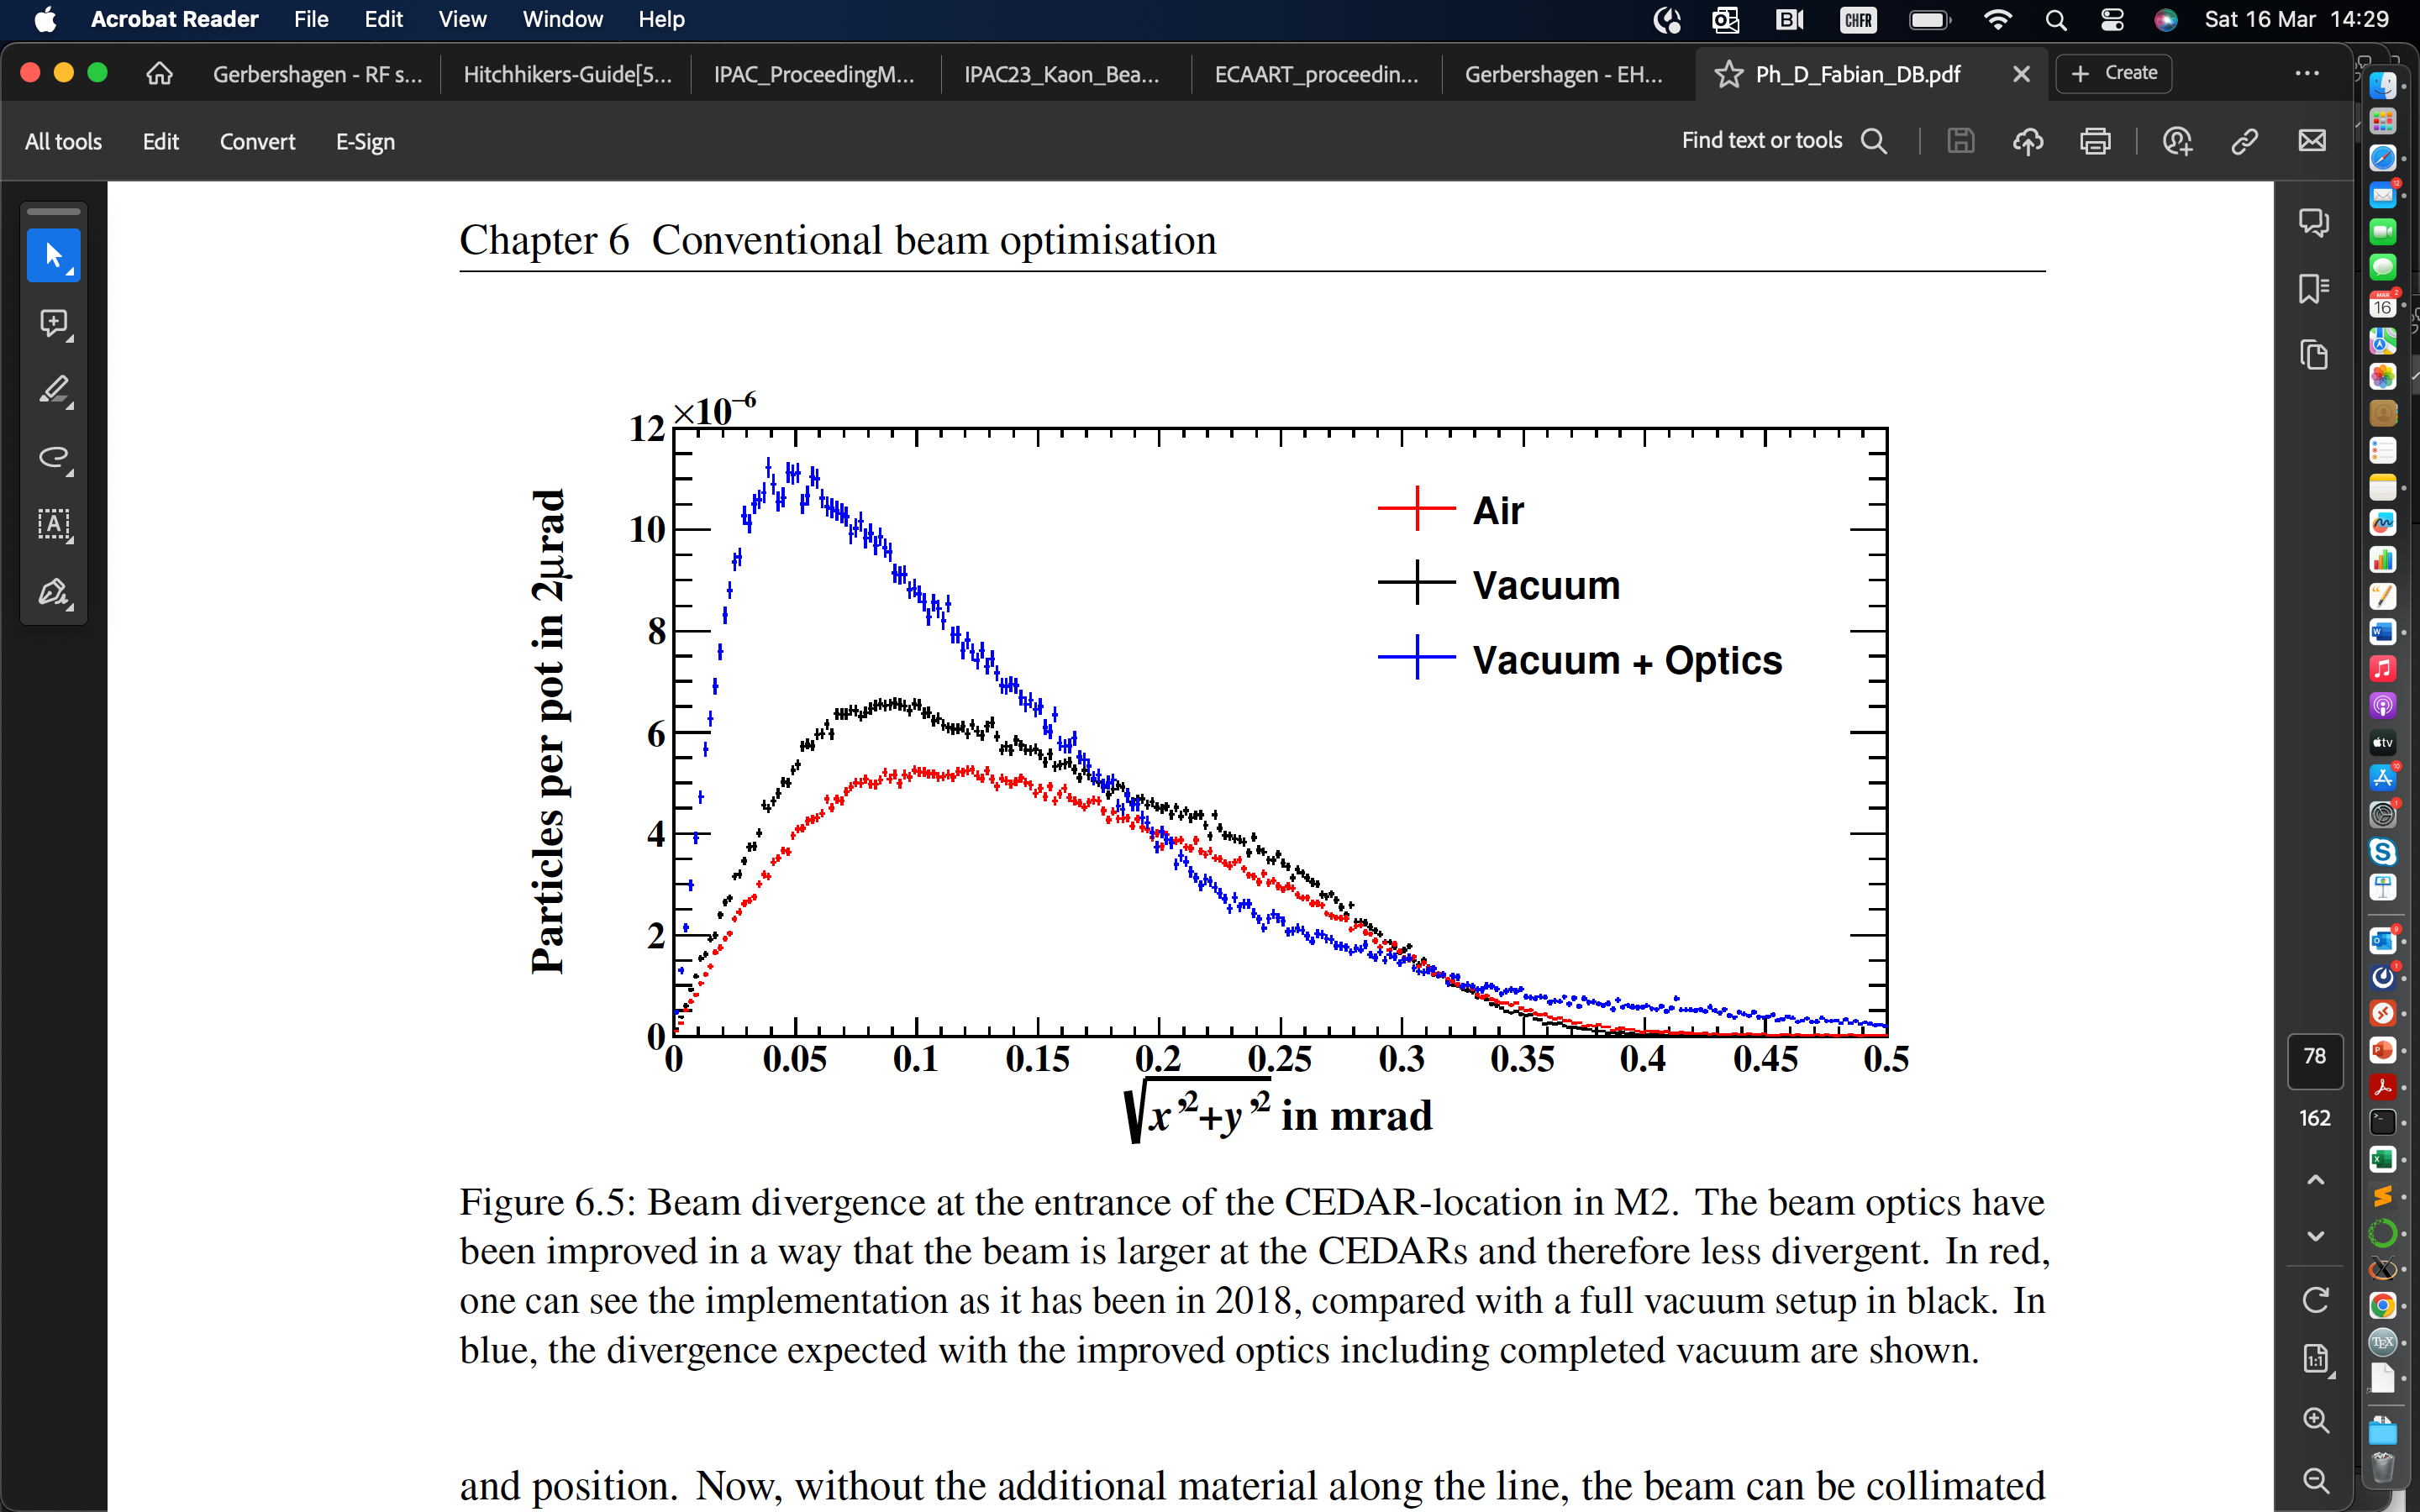 Acrobat Reader File Edit View Window Help CHFR Sat 16 Mar 14:29
Gerbershagen - RF s... Hitchhikers-Guide[5... IPAC_ProceedingM... IPAC23_Kaon_Bea... ECAART_proceedin... Gerbershagen - EH... Ph_D_Fabian_DB.pdf + Create
All tools Edit Convert E-Sign Find text or tools
Chapter 6 Conventional beam optimisation
×10⁻⁶
12
10
8
6
4
2
0
Particles per pot in 2μrad
Air
Vacuum
Vacuum + Optics
0 0.05 0.1 0.15 0.2 0.25 0.3 0.35 0.4 0.45 0.5
√x’²+y’² in mrad
Figure 6.5: Beam divergence at the entrance of the CEDAR-location in M2. The beam optics have
been improved in a way that the beam is larger at the CEDARs and therefore less divergent. In red,
one can see the implementation as it has been in 2018, compared with a full vacuum setup in black. In
blue, the divergence expected with the improved optics including completed vacuum are shown.
and position. Now, without the additional material along the line, the beam can be collimated
78
162